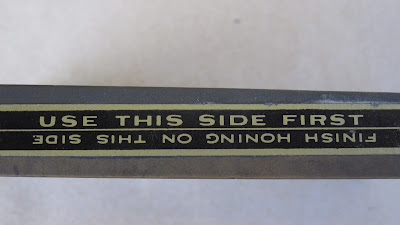 USE THIS SIDE FIRST
FINISH HONING ON THIS SIDE